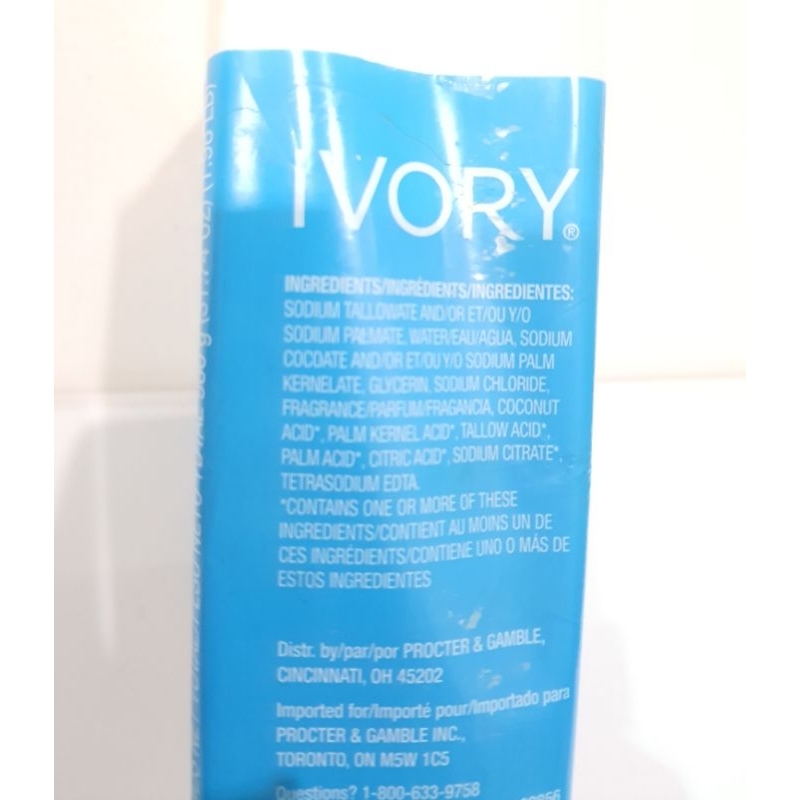 IVORY®
INGREDIENTS/INGRÉDIENTS/INGREDIENTES:
SODIUM TALLOWATE AND/OR ET/OU Y/O
SODIUM PALMATE, WATER/EAU/AGUA, SODIUM
COCOATE AND/OR ET/OU Y/O SODIUM PALM
KERNELATE, GLYCERIN, SODIUM CHLORIDE,
FRAGRANCE/PARFUM/FRAGANCIA, COCONUT
ACID*, PALM KERNEL ACID*, TALLOW ACID*,
PALM ACID*, CITRIC ACID*, SODIUM CITRATE*,
TETRASODIUM EDTA.
*CONTAINS ONE OR MORE OF THESE
INGREDIENTS/CONTIENT AU MOINS UN DE
CES INGRÉDIENTS/CONTIENE UNO O MÁS DE
ESTOS INGREDIENTES
Distr. by/par/por PROCTER & GAMBLE,
CINCINNATI, OH 45202
Imported for/Importé pour/Importado para
PROCTER & GAMBLE INC.,
TORONTO, ON M5W 1C5
Questions? 1-800-633-9758